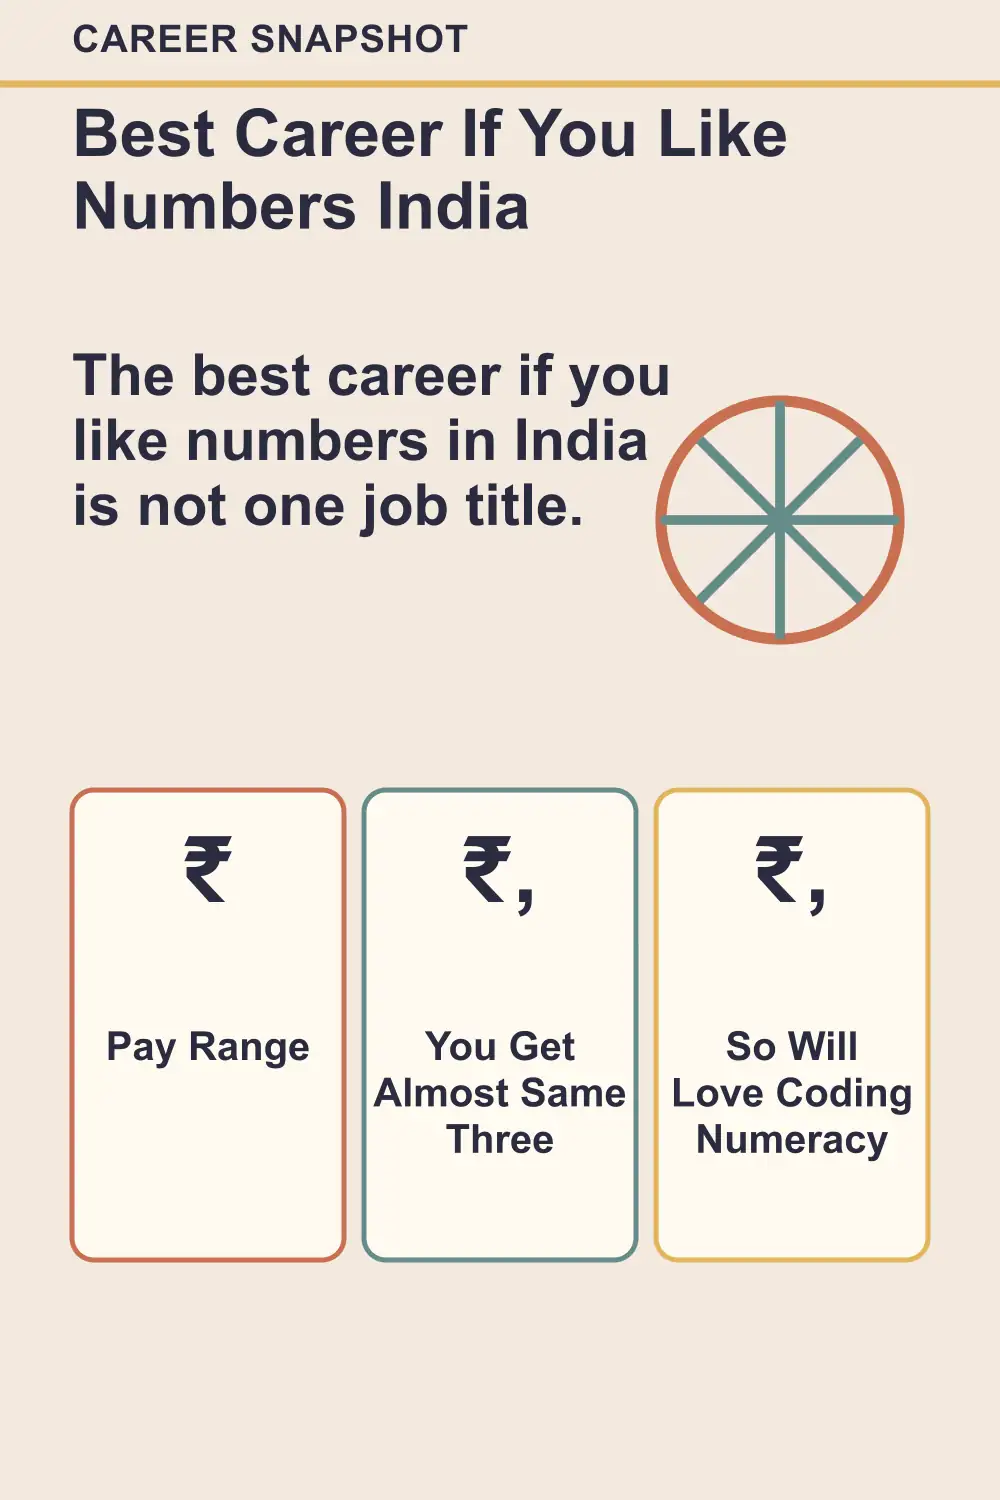 CAREER SNAPSHOT
Best Career If You Like
Numbers India
The best career if you
like numbers in India
is not one job title.
₹
Pay Range
₹,
You Get
Almost Same
Three
₹,
So Will
Love Coding
Numeracy